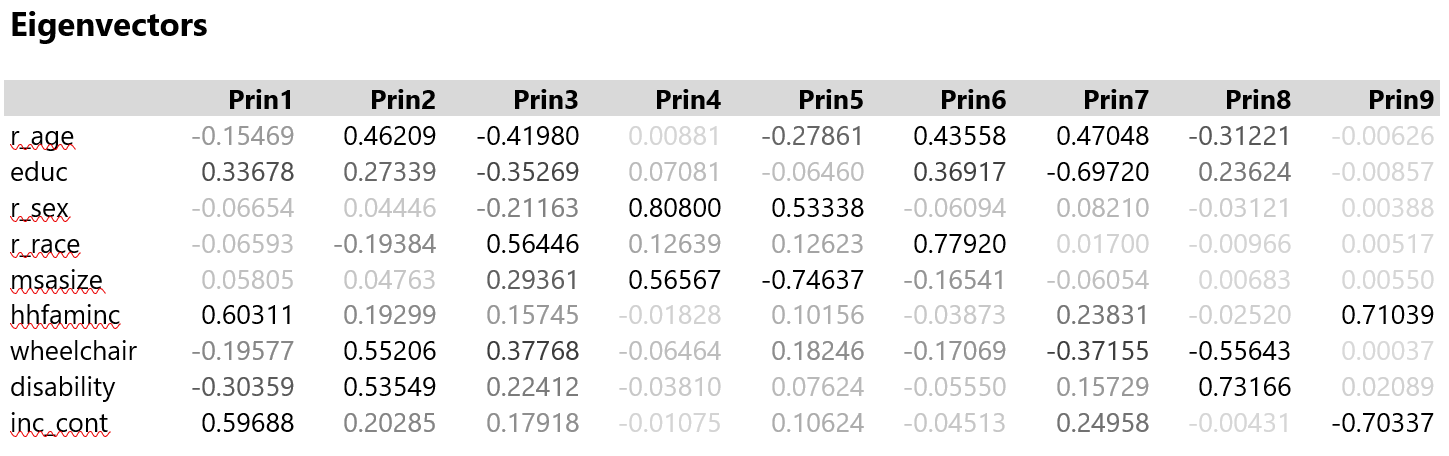 Eigenvectors
Prin1 Prin2 Prin3 Prin4 Prin5 Prin6 Prin7 Prin8 Prin9
r_age -0.15469 0.46209 -0.41980 0.00881 -0.27861 0.43558 0.47048 -0.31221 -0.00626
educ 0.33678 0.27339 -0.35269 0.07081 -0.06460 0.36917 -0.69720 0.23624 -0.00857
r_sex -0.06654 0.04446 -0.21163 0.80800 0.53338 -0.06094 0.08210 -0.03121 0.00388
r_race -0.06593 -0.19384 0.56446 0.12639 0.12623 0.77920 0.01700 -0.00966 0.00517
msasize 0.05805 0.04763 0.29361 0.56567 -0.74637 -0.16541 -0.06054 0.00683 0.00550
hhfaminc 0.60311 0.19299 0.15745 -0.01828 0.10156 -0.03873 0.23831 -0.02520 0.71039
wheelchair -0.19577 0.55206 0.37768 -0.06464 0.18246 -0.17069 -0.37155 -0.55643 0.00037
disability -0.30359 0.53549 0.22412 -0.03810 0.07624 -0.05550 0.15729 0.73166 0.02089
inc_cont 0.59688 0.20285 0.17918 -0.01075 0.10624 -0.04513 0.24958 -0.00431 -0.70337